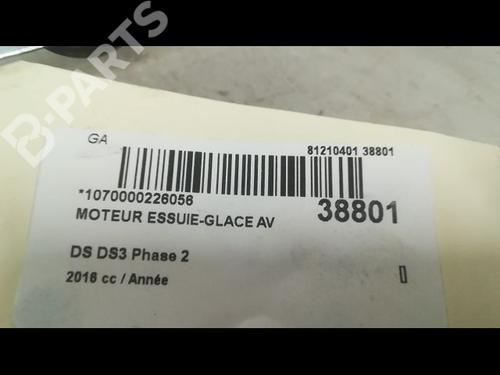 B-PARTS
GA
81210401 38801
*1070000226056
38801
MOTEUR ESSUIE-GLACE AV
DS DS3 Phase 2
2016 cc / Année